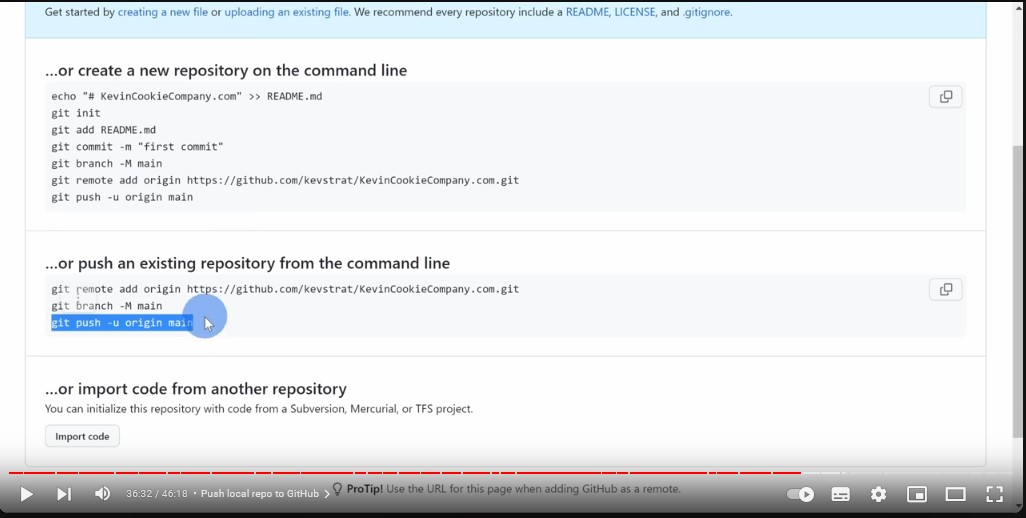 Get started by creating a new file or uploading an existing file. We recommend every repository include a README, LICENSE, and .gitignore.
...or create a new repository on the command line
echo "# KevinCookieCompany.com" >> README.md
git init
git add README.md
git commit -m "first commit"
git branch -M main
git remote add origin https://github.com/kevstrat/KevinCookieCompany.com.git
git push -u origin main
...or push an existing repository from the command line
git remote add origin https://github.com/kevstrat/KevinCookieCompany.com.git
git branch -M main
git push -u origin main
...or import code from another repository
You can initialize this repository with code from a Subversion, Mercurial, or TFS project.
Import code
36:32 / 46:18 • Push local repo to GitHub
ProTip! Use the URL for this page when adding GitHub as a remote.